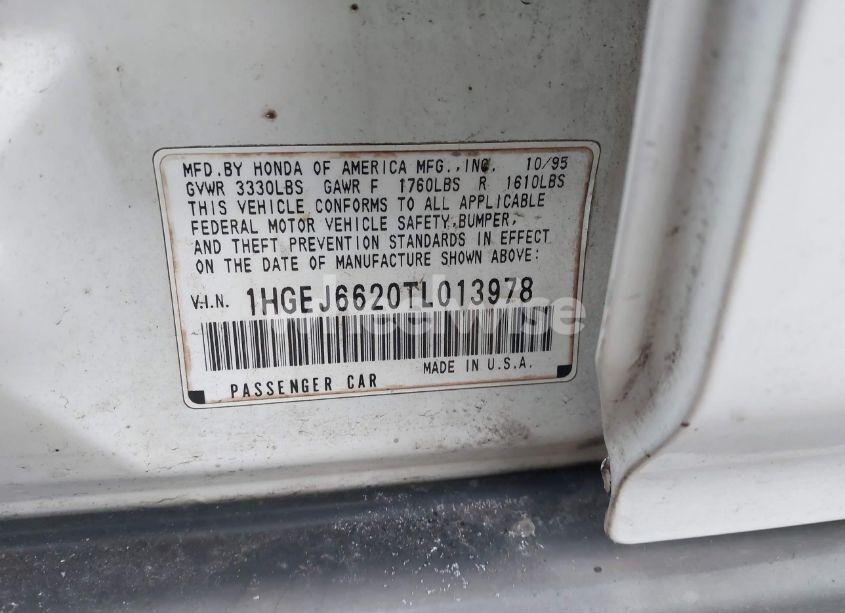 MFD.BY HONDA OF AMERICA MFG.,INC. 10/95
GVWR 3330LBS GAWR F 1760LBS R 1610LBS
THIS VEHICLE CONFORMS TO ALL APPLICABLE
FEDERAL MOTOR VEHICLE SAFETY,BUMPER,
AND THEFT PREVENTION STANDARDS IN EFFECT
ON THE DATE OF MANUFACTURE SHOWN ABOVE:
V.I.N. 1HGEJ6620TL013978
PASSENGER CAR MADE IN U.S.A.